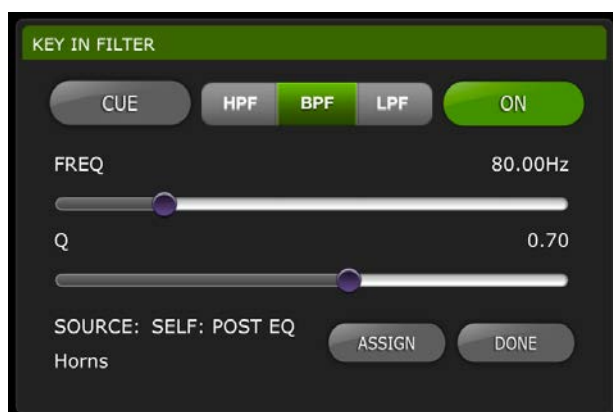 KEY IN FILTER
CUE HPF BPF LPF ON
FREQ 80.00Hz
Q 0.70
SOURCE: SELF: POST EQ
ASSIGN DONE
Horns